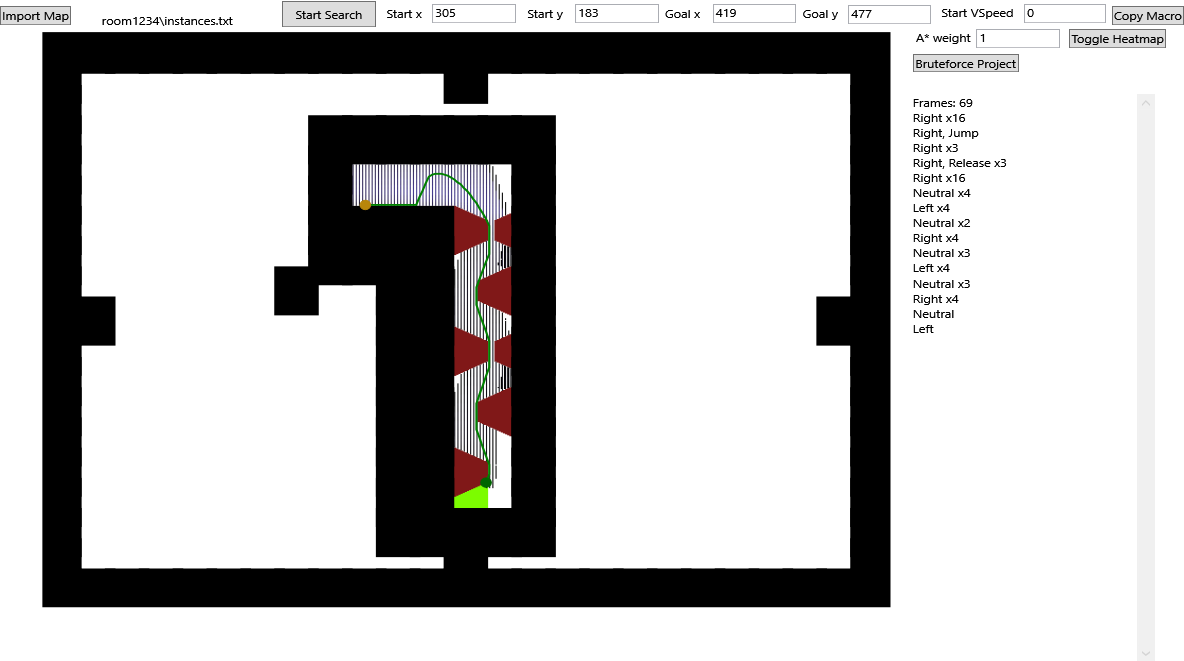 Import Map
room1234\instances.txt
Start Search
Start x 305
Start y 183
Goal x 419
Goal y 477
Start VSpeed 0
Copy Macro
A* weight 1
Toggle Heatmap
Bruteforce Project
Frames: 69
Right x16
Right, Jump
Right x3
Right, Release x3
Right x16
Neutral x4
Left x4
Neutral x2
Right x4
Neutral x3
Left x4
Neutral x3
Right x4
Neutral
Left